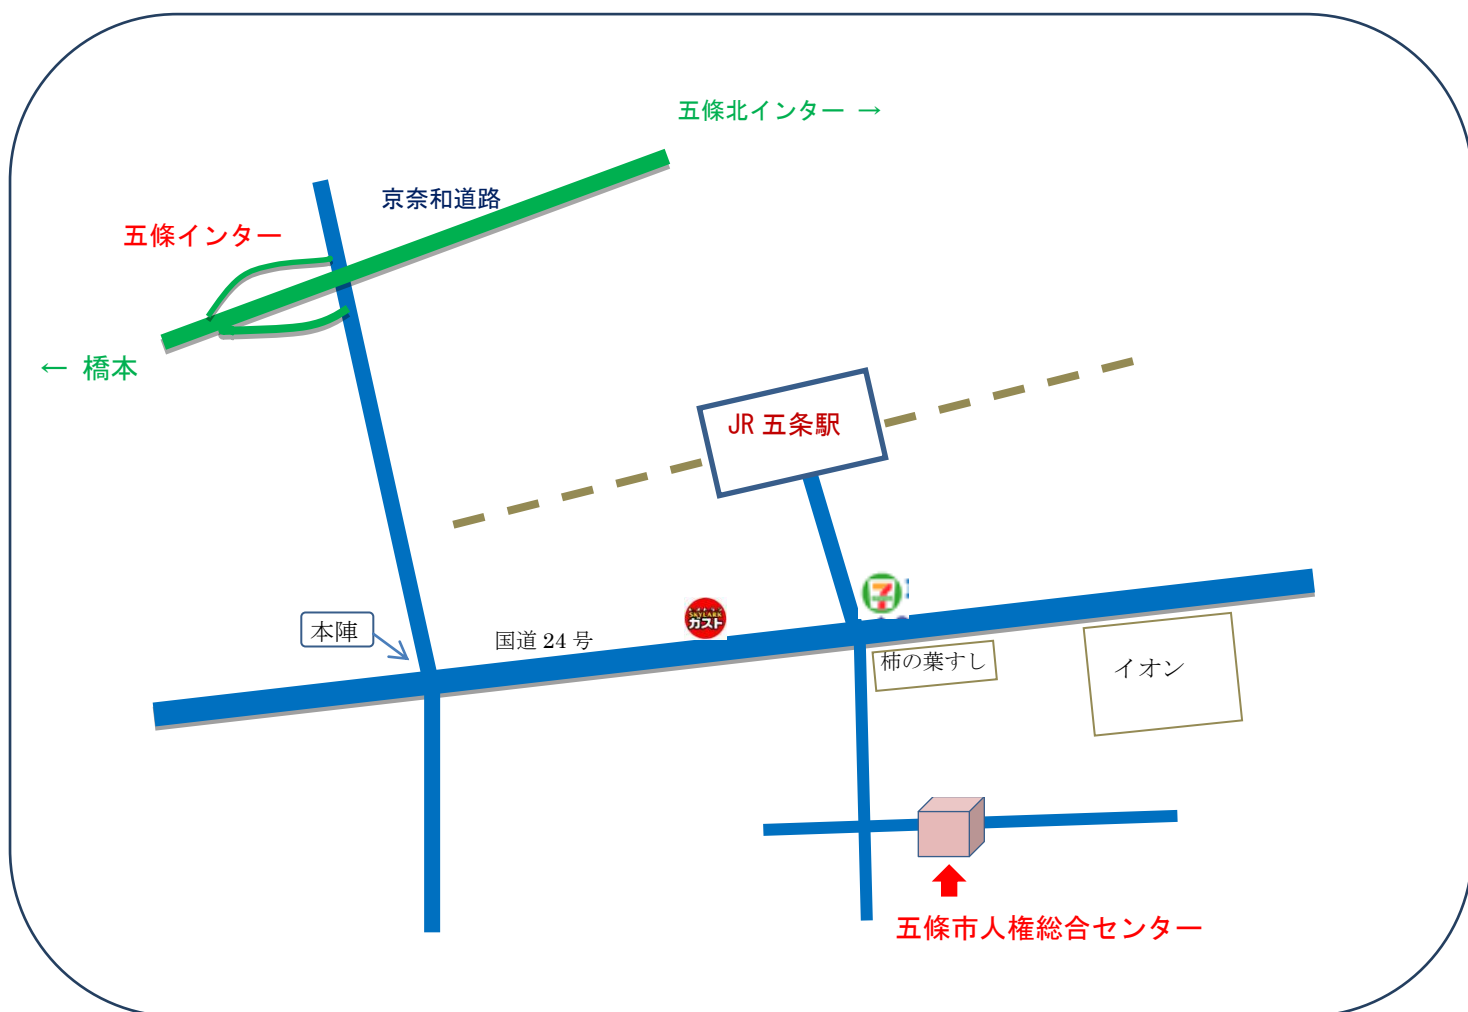 五條北インター →
京奈和道路
五條インター
← 橋本
JR 五条駅
本陣
国道 24 号
SKYLARK
ガスト
7
柿の葉すし
イオン
五條市人権総合センター